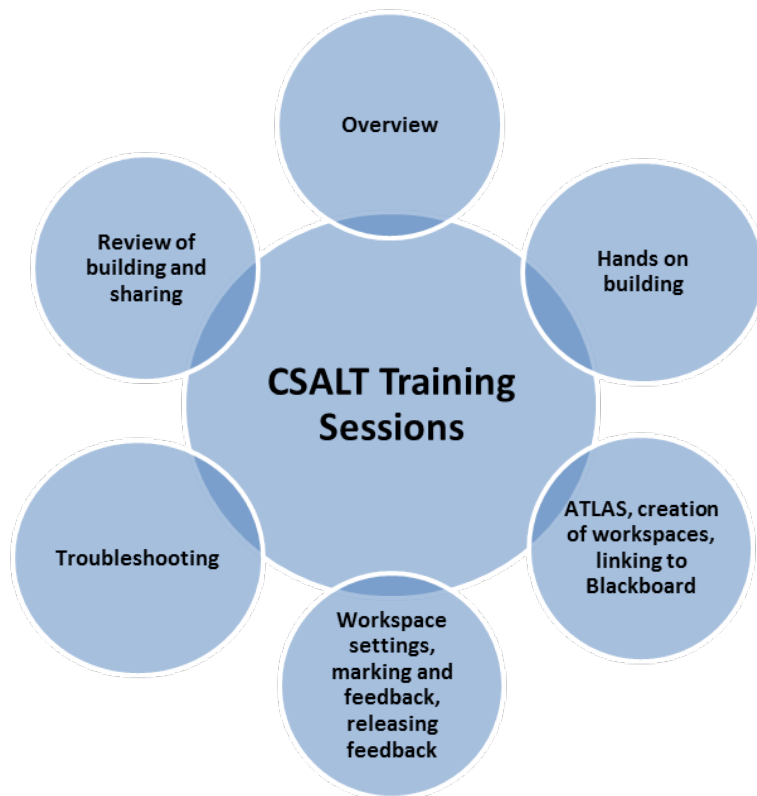 Overview
Hands on
building
ATLAS, creation
of workspaces,
linking to
Blackboard
Workspace
settings,
marking and
feedback,
releasing
feedback
Troubleshooting
Review of
building and
sharing
CSALT Training
Sessions